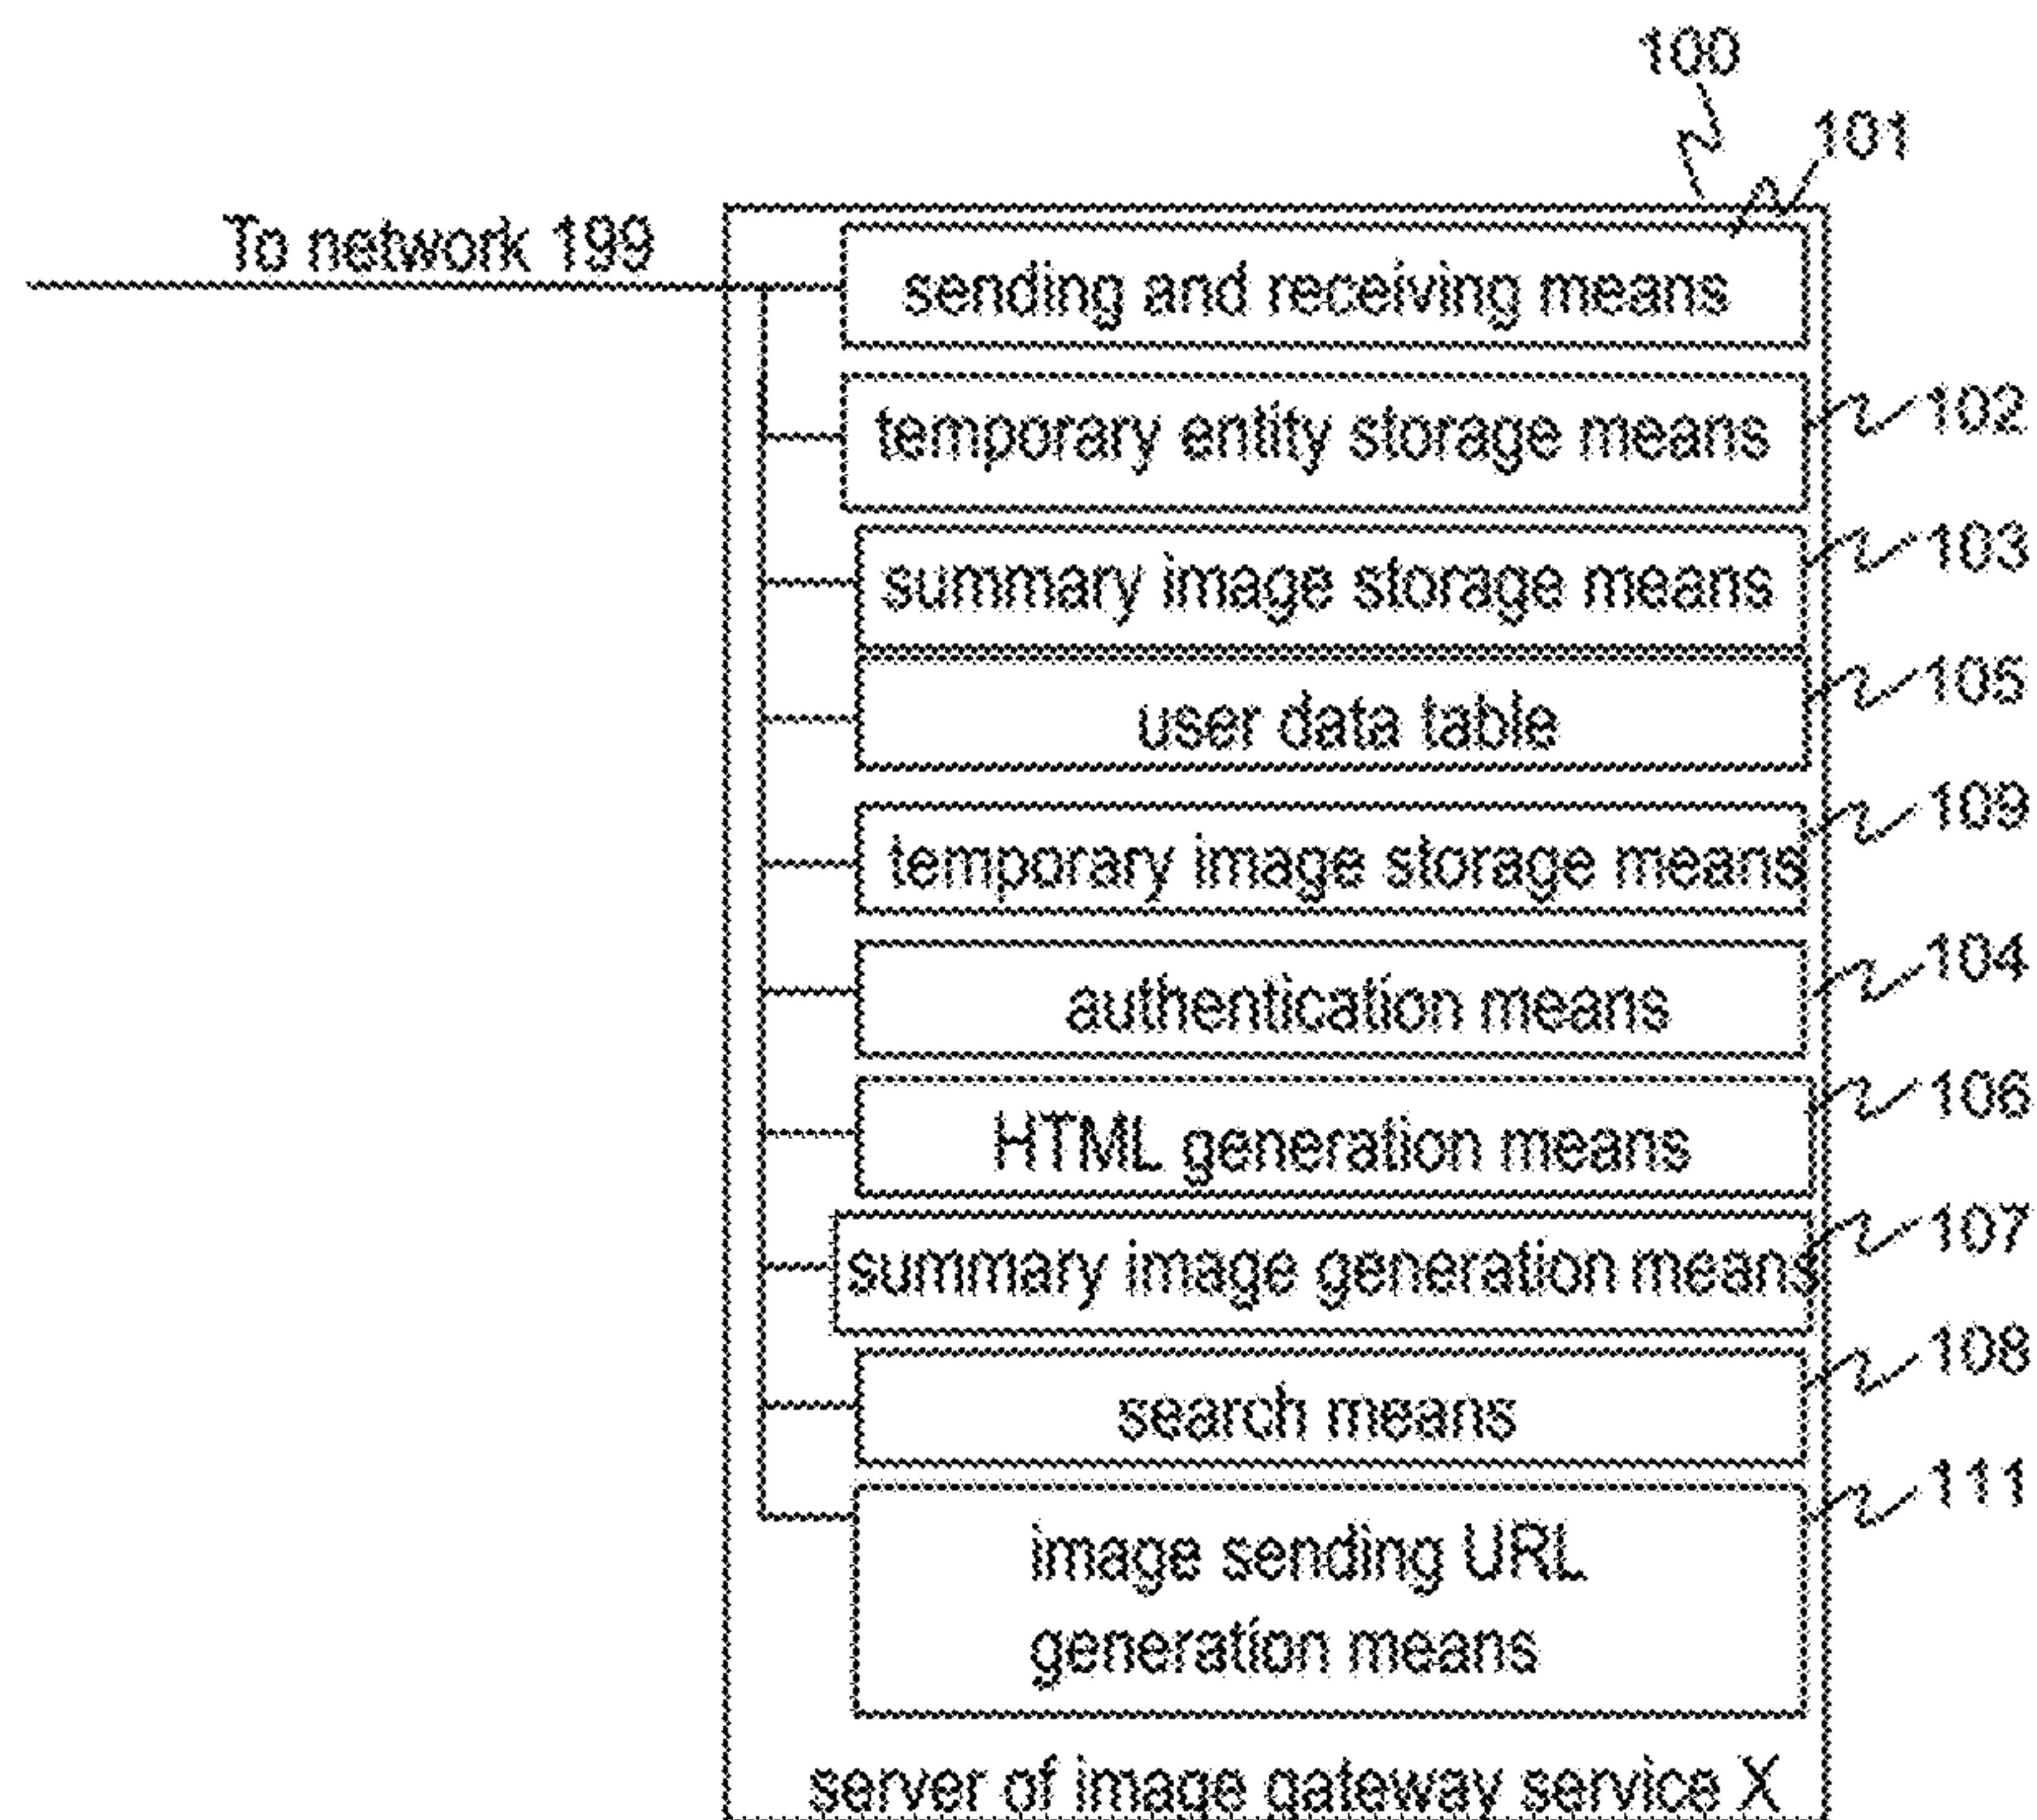 100
101
To network 199
sending and receiving means
temporary entity storage means
102
summary image storage means
103
user data table
105
temporary image storage means
109
authentication means
104
HTML generation means
106
summary image generation means
107
search means
108
image sending URL
generation means
111
server of image gateway service X